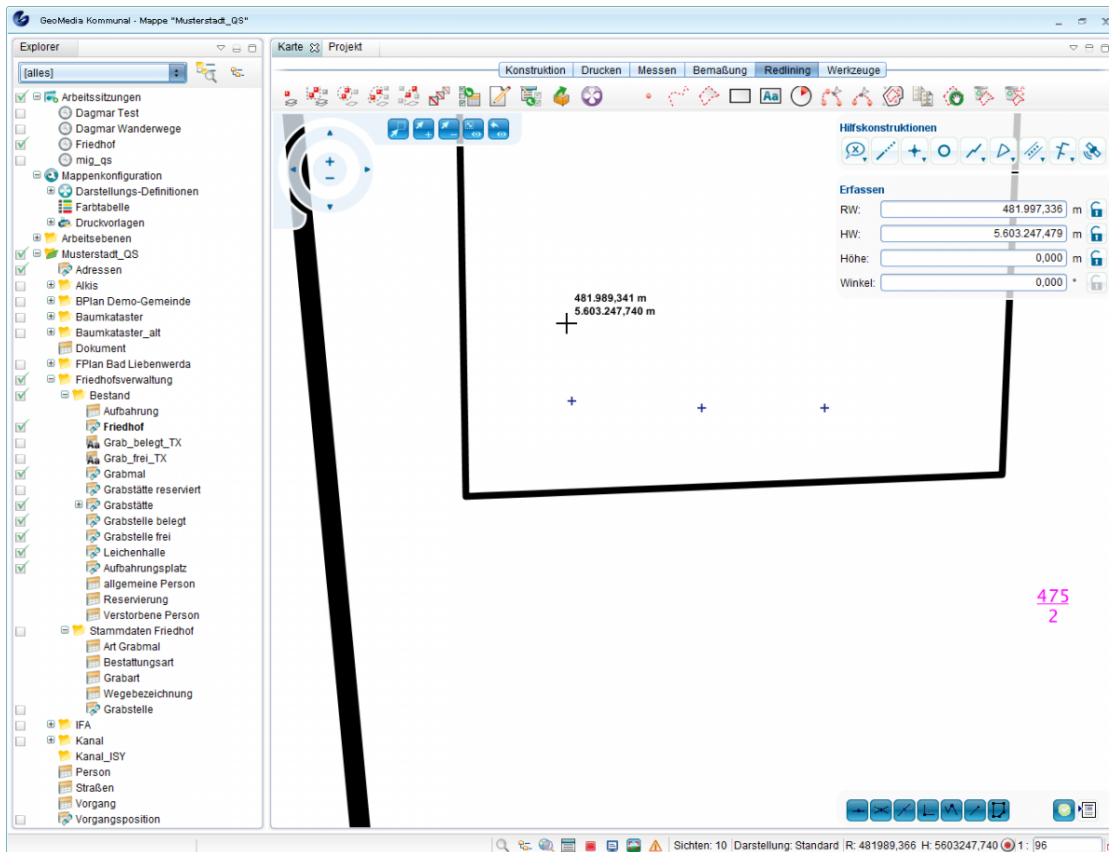 GeoMedia Kommunal - Mappe "Musterstadt_QS"
Explorer
[alles]
Arbeitssitzungen
Dagmar Test
Dagmar Wanderwege
Friedhof
mig_qs
Mappenkonfiguration
Darstellungs-Definitionen
Farbtabelle
Druckvorlagen
Arbeitsebenen
Musterstadt_QS
Adressen
Alkis
BPlan Demo-Gemeinde
Baumkataster
Baumkataster_alt
Dokument
FPlan Bad Liebenwerda
Friedhofsverwaltung
Bestand
Aufbahrung
Friedhof
Grab_belegt_TX
Grab_frei_TX
Grabmal
Grabstätte reserviert
Grabstätte
Grabstelle belegt
Grabstelle frei
Leichenhalle
Aufbahrungsplatz
allgemeine Person
Reservierung
Verstorbene Person
Stammdaten Friedhof
Art Grabmal
Bestattungsart
Grabart
Wegebezeichnung
Grabstelle
IFA
Kanal
Kanal_ISY
Person
Straßen
Vorgang
Vorgangsposition
Karte Projekt
Konstruktion Drucken Messen Bemaßung Redlining Werkzeuge
Aa
Hilfskonstruktionen
Erfassen
RW: 481.997,336 m
HW: 5.603.247,479 m
Höhe: 0,000 m
Winkel: 0,000 °
481.989,341 m
5.603.247,740 m
475
2
Sichten: 10 Darstellung: Standard R: 481989,366 H: 5603247,740 1 : 96